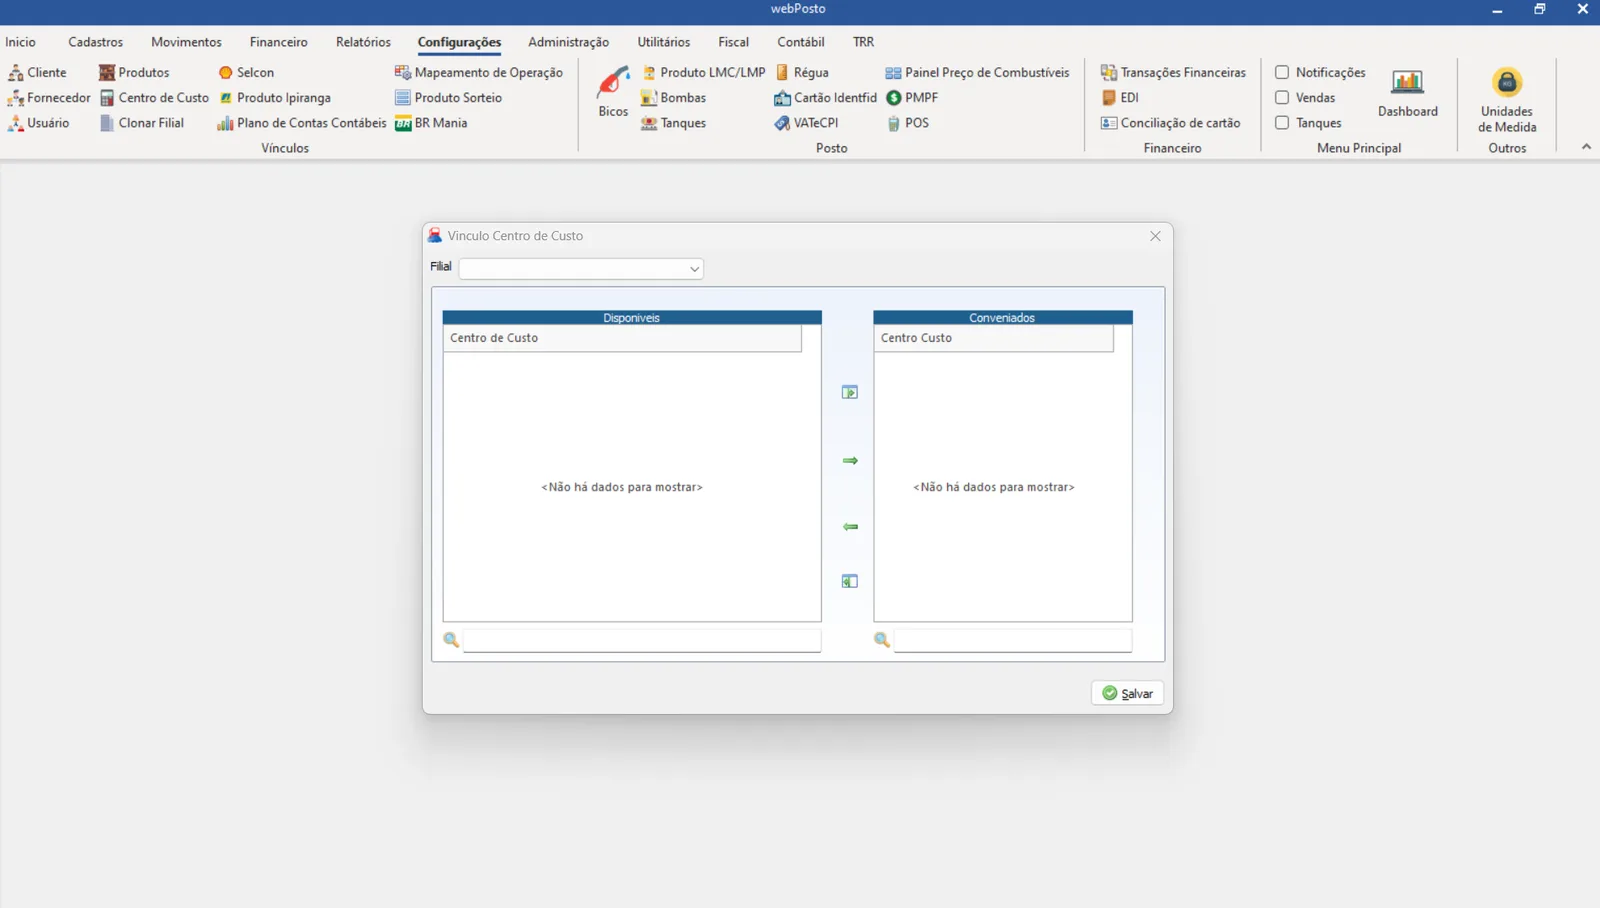 webPosto
Inicio Cadastros Movimentos Financeiro Relatórios Configurações Administração Utilitários Fiscal Contábil TRR
Cliente Produtos Selcon Mapeamento de Operação Produto LMC/LMP Régua Painel Preço de Combustíveis Transações Financeiras Notificações
Fornecedor Centro de Custo Produto Ipiranga Produto Sorteio Bombas Cartão Identfid PMPF EDI Vendas
Bicos Dashboard Unidades
Usuário Clonar Filial Plano de Contas Contábeis BR Mania Tanques VATeCPI POS Conciliação de cartão Tanques de Medida
Vínculos Posto Financeiro Menu Principal Outros
Vinculo Centro de Custo
Filial
Disponiveis Conveniados
Centro de Custo Centro Custo
<Não há dados para mostrar> <Não há dados para mostrar>
Salvar